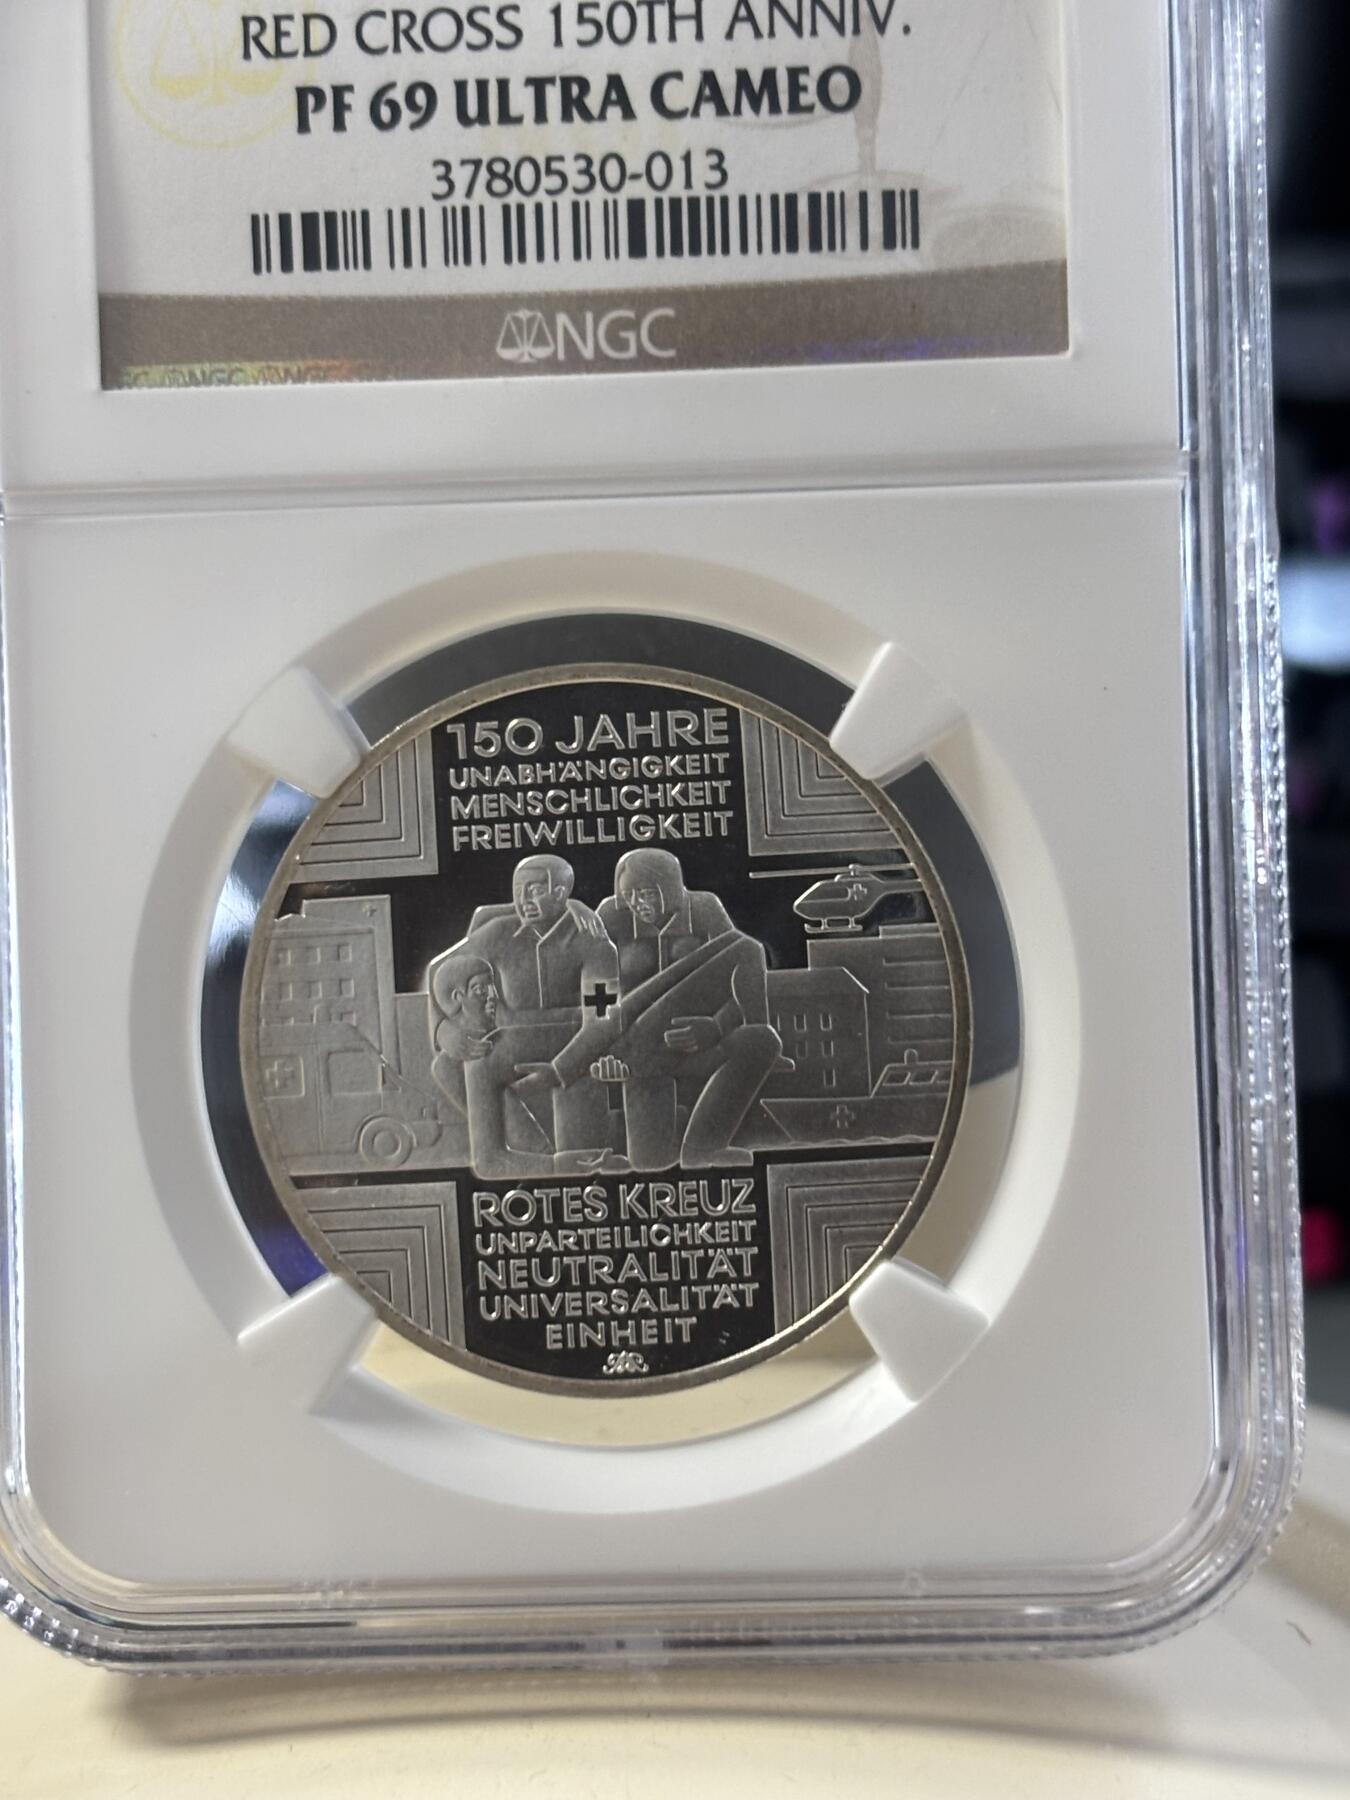 RED CROSS 150TH ANNIV.
PF 69 ULTRA CAMEO
3780530-013
NGC
150 JAHRE
UNABHÄNGIGKEIT
MENSCHLICHKEIT
FREIWILLIGKEIT
ROTES KREUZ
UNPARTEILICHKEIT
NEUTRALITÄT
UNIVERSALITÄT
EINHEIT